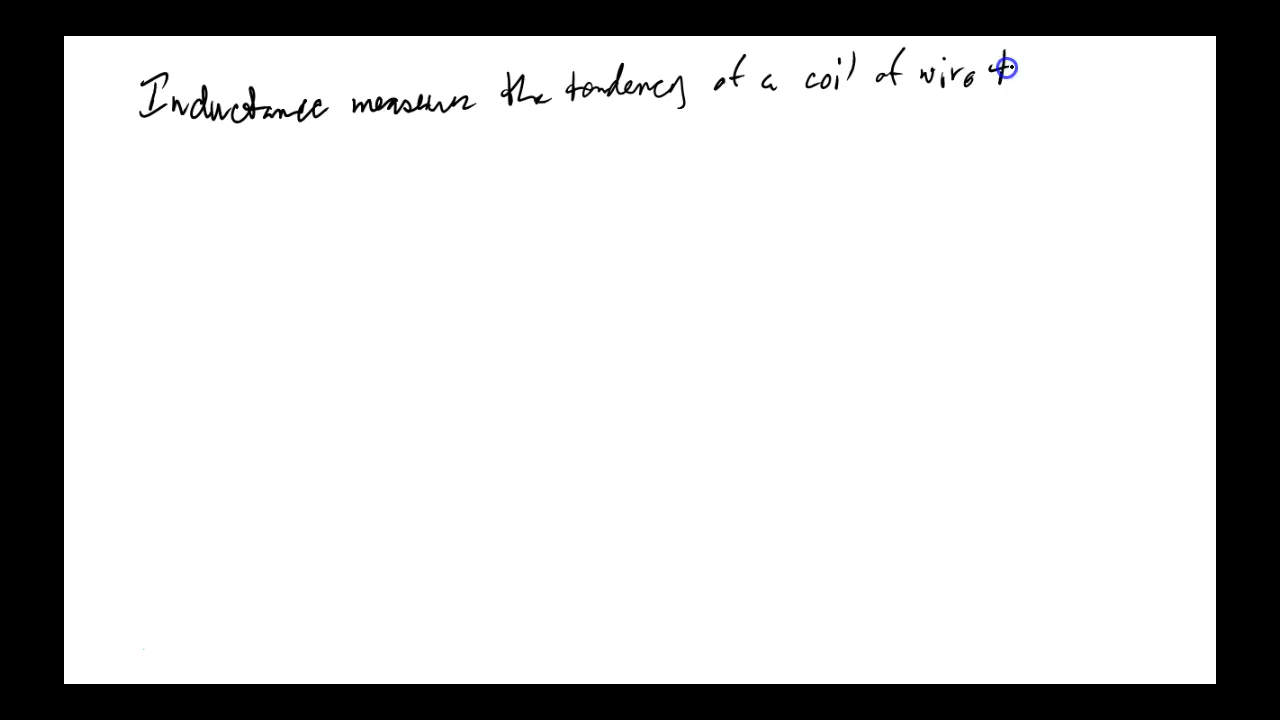 Inductance measures the tendency of a coil of wire t